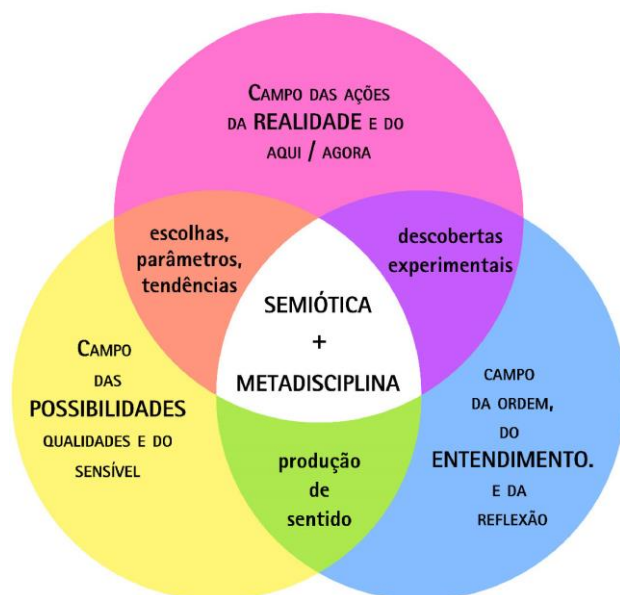 CAMPO DAS AÇÕES
DA REALIDADE E DO
AQUI / AGORA
escolhas,
parâmetros,
tendências
descobertas
experimentais
SEMIÓTICA
+
METADISCIPLINA
CAMPO
DAS
POSSIBILIDADES
QUALIDADES E DO
SENSÍVEL
CAMPO
DA ORDEM,
DO
ENTENDIMENTO.
E DA
REFLEXÃO
produção
de
sentido